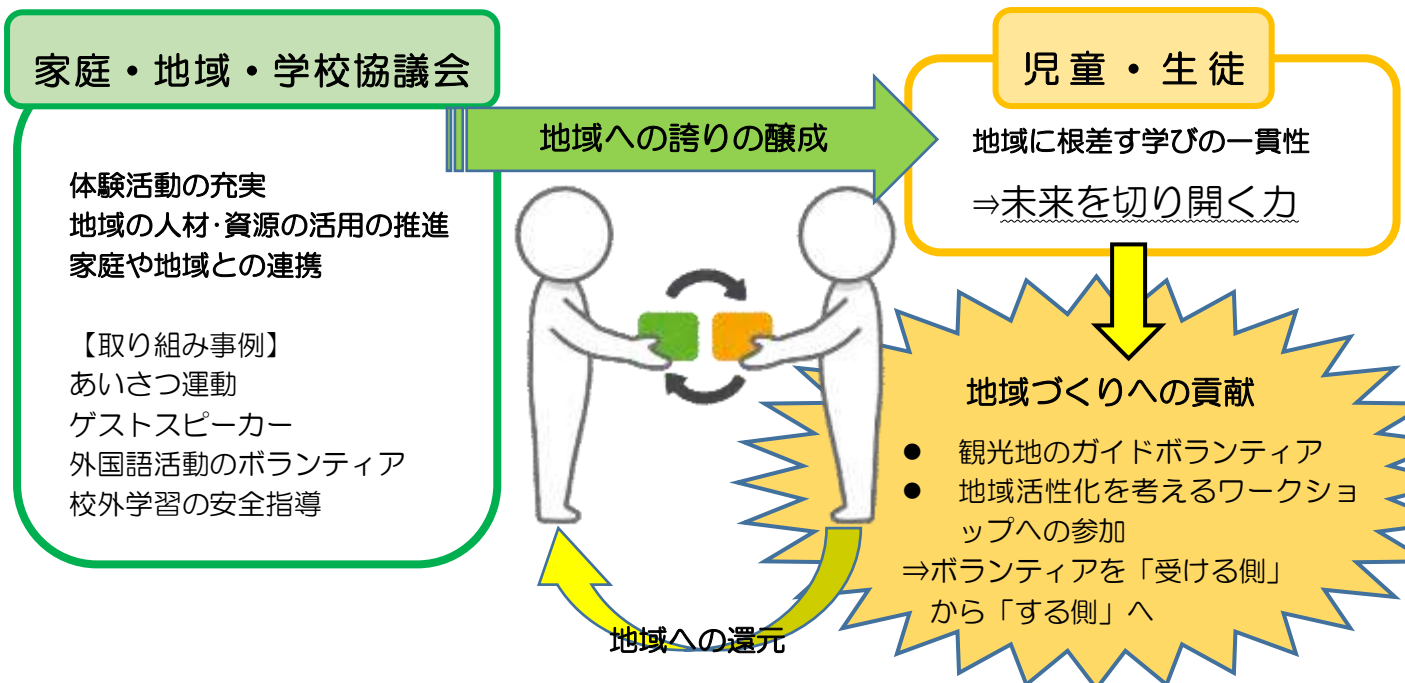 家庭・地域・学校協議会
体験活動の充実
地域の人材･資源の活用の推進
家庭や地域との連携
【取り組み事例】
あいさつ運動
ゲストスピーカー
外国語活動のボランティア
校外学習の安全指導
地域への誇りの醸成
児童・生徒
地域に根差す学びの一貫性
⇒未来を切り開く力
地域づくりへの貢献
● 観光地のガイドボランティア
● 地域活性化を考えるワークショ
ップへの参加
⇒ボランティアを「受ける側」
から「する側」へ
地域への還元